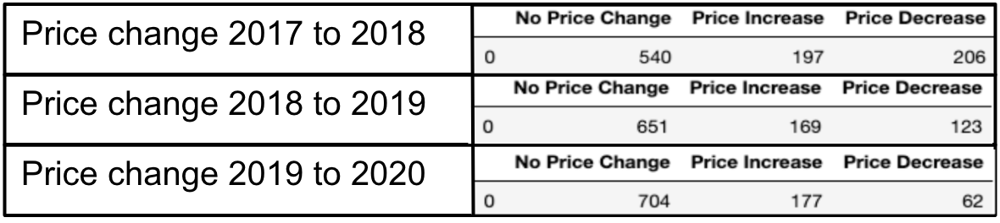 Price change 2017 to 2018
No Price Change Price Increase Price Decrease
0 540 197 206
Price change 2018 to 2019
No Price Change Price Increase Price Decrease
0 651 169 123
Price change 2019 to 2020
No Price Change Price Increase Price Decrease
0 704 177 62